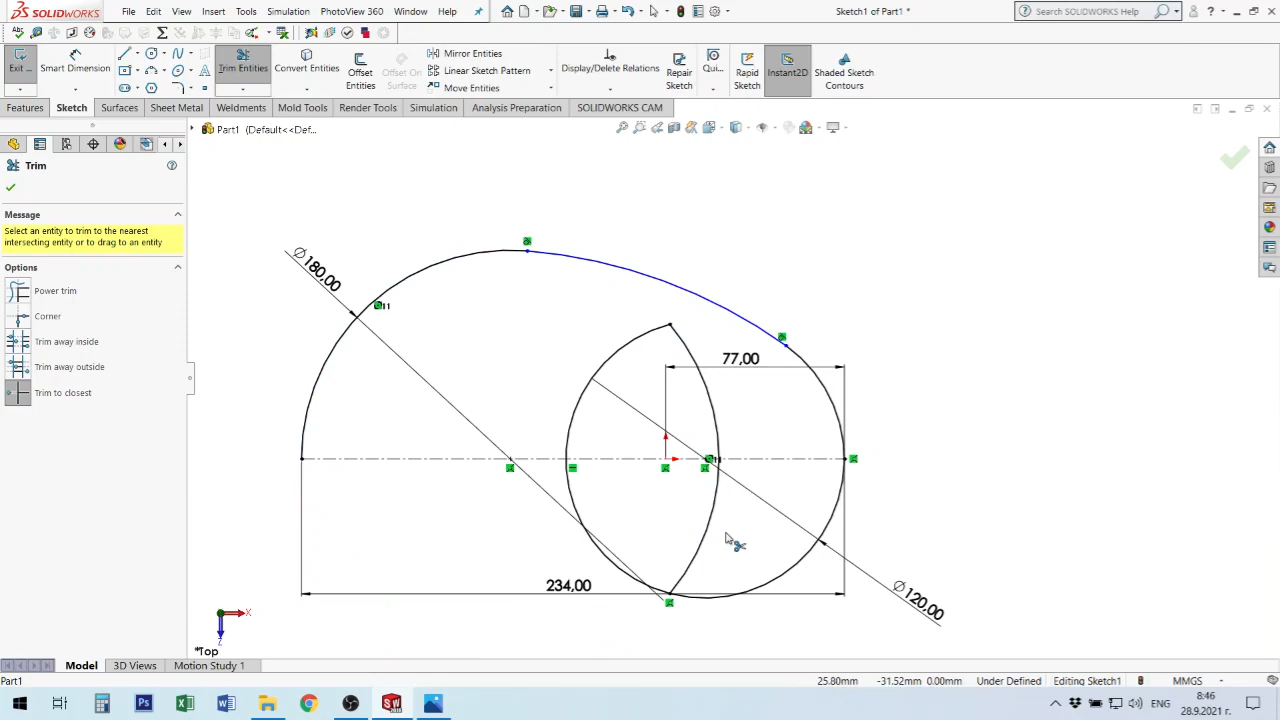 SOLIDWORKS File Edit View Insert Tools Simulation PhotoView 360 Window Help Sketch1 of Part1 * Search SOLIDWORKS Help
Exit ... Smart Dimension Trim Entities Convert Entities Offset Entities Offset On Surface Mirror Entities Linear Sketch Pattern Move Entities Display/Delete Relations Repair Sketch Qui... Rapid Sketch Instant2D Shaded Sketch Contours
Features Sketch Surfaces Sheet Metal Weldments Mold Tools Render Tools Simulation Analysis Preparation SOLIDWORKS CAM
Part1 (Default<<Def...
Trim
Message
Select an entity to trim to the nearest
intersecting entity or to drag to an entity
Options
Power trim
Corner
Trim away inside
Trim away outside
Trim to closest
∅180,00
77,00
234,00
∅120,00
X
Z
*Top
Model 3D Views Motion Study 1
Part1 25.80mm -31.52mm 0.00mm Under Defined Editing Sketch1 MMGS
ENG 8:46
28.9.2021 г.